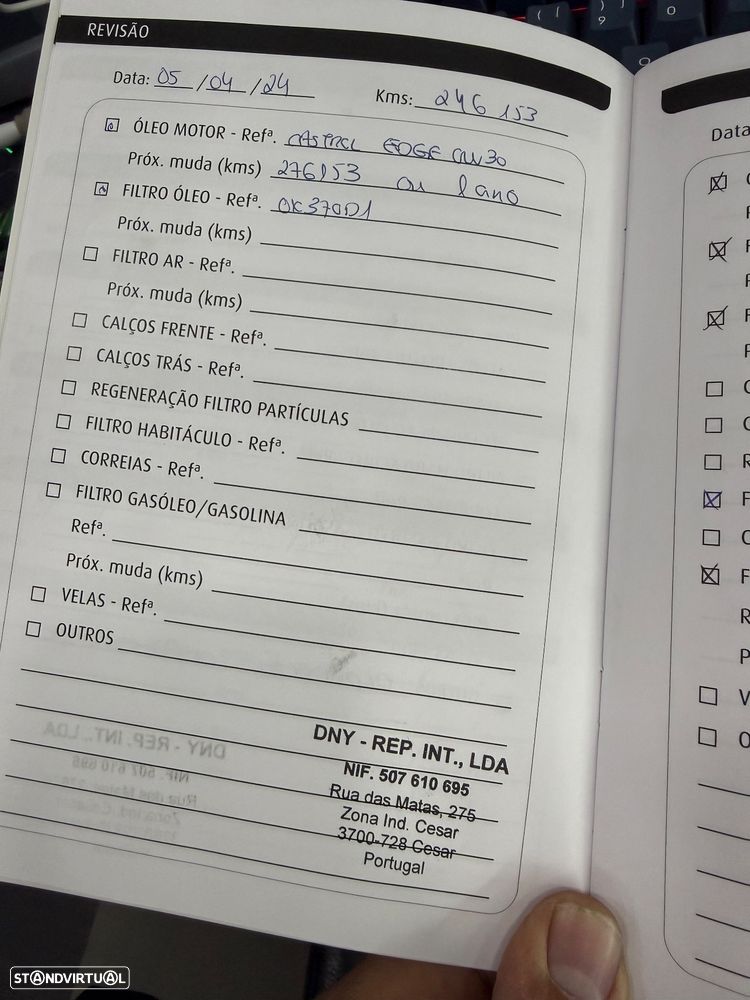 REVISÃO
Data: 05 / 04 / 24 Kms: 246 153
ÓLEO MOTOR - Refª. CASTROL EDGE 0W30
Próx. muda (kms) 276153 ou 1 ano
FILTRO ÓLEO - Refª. OX370D1
Próx. muda (kms)
FILTRO AR - Refª.
Próx. muda (kms)
CALÇOS FRENTE - Refª.
CALÇOS TRÁS - Refª.
REGENERAÇÃO FILTRO PARTÍCULAS
FILTRO HABITÁCULO - Refª.
CORREIAS - Refª.
FILTRO GASÓLEO/GASOLINA
Refª.
Próx. muda (kms)
VELAS - Refª.
OUTROS
DNY - REP. INT., LDA
NIF. 507 610 695
Rua das Matas, 275
Zona Ind. Cesar
3700-728 Cesar
Portugal
Data
STANDVIRTUAL